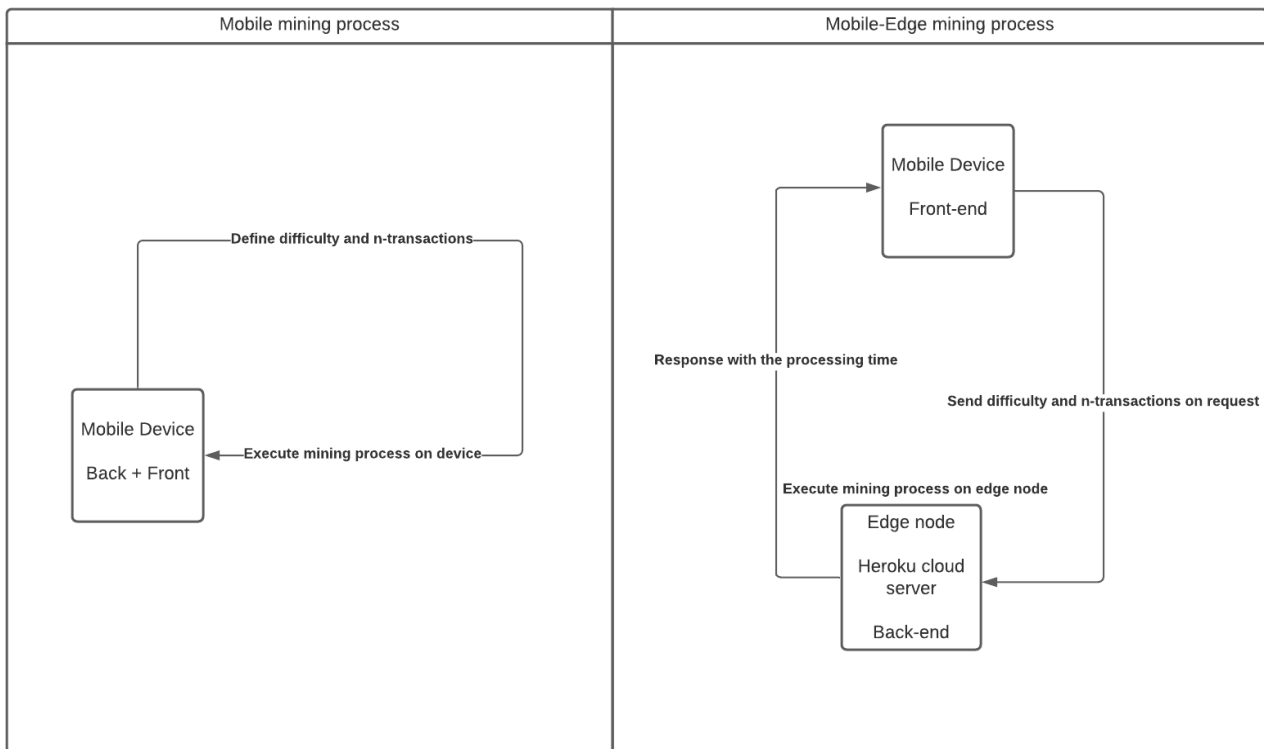 Mobile mining process
Define difficulty and n-transactions
Mobile Device
Back + Front
Execute mining process on device
Mobile-Edge mining process
Mobile Device
Front-end
Response with the processing time
Send difficulty and n-transactions on request
Execute mining process on edge node
Edge node
Heroku cloud
server
Back-end